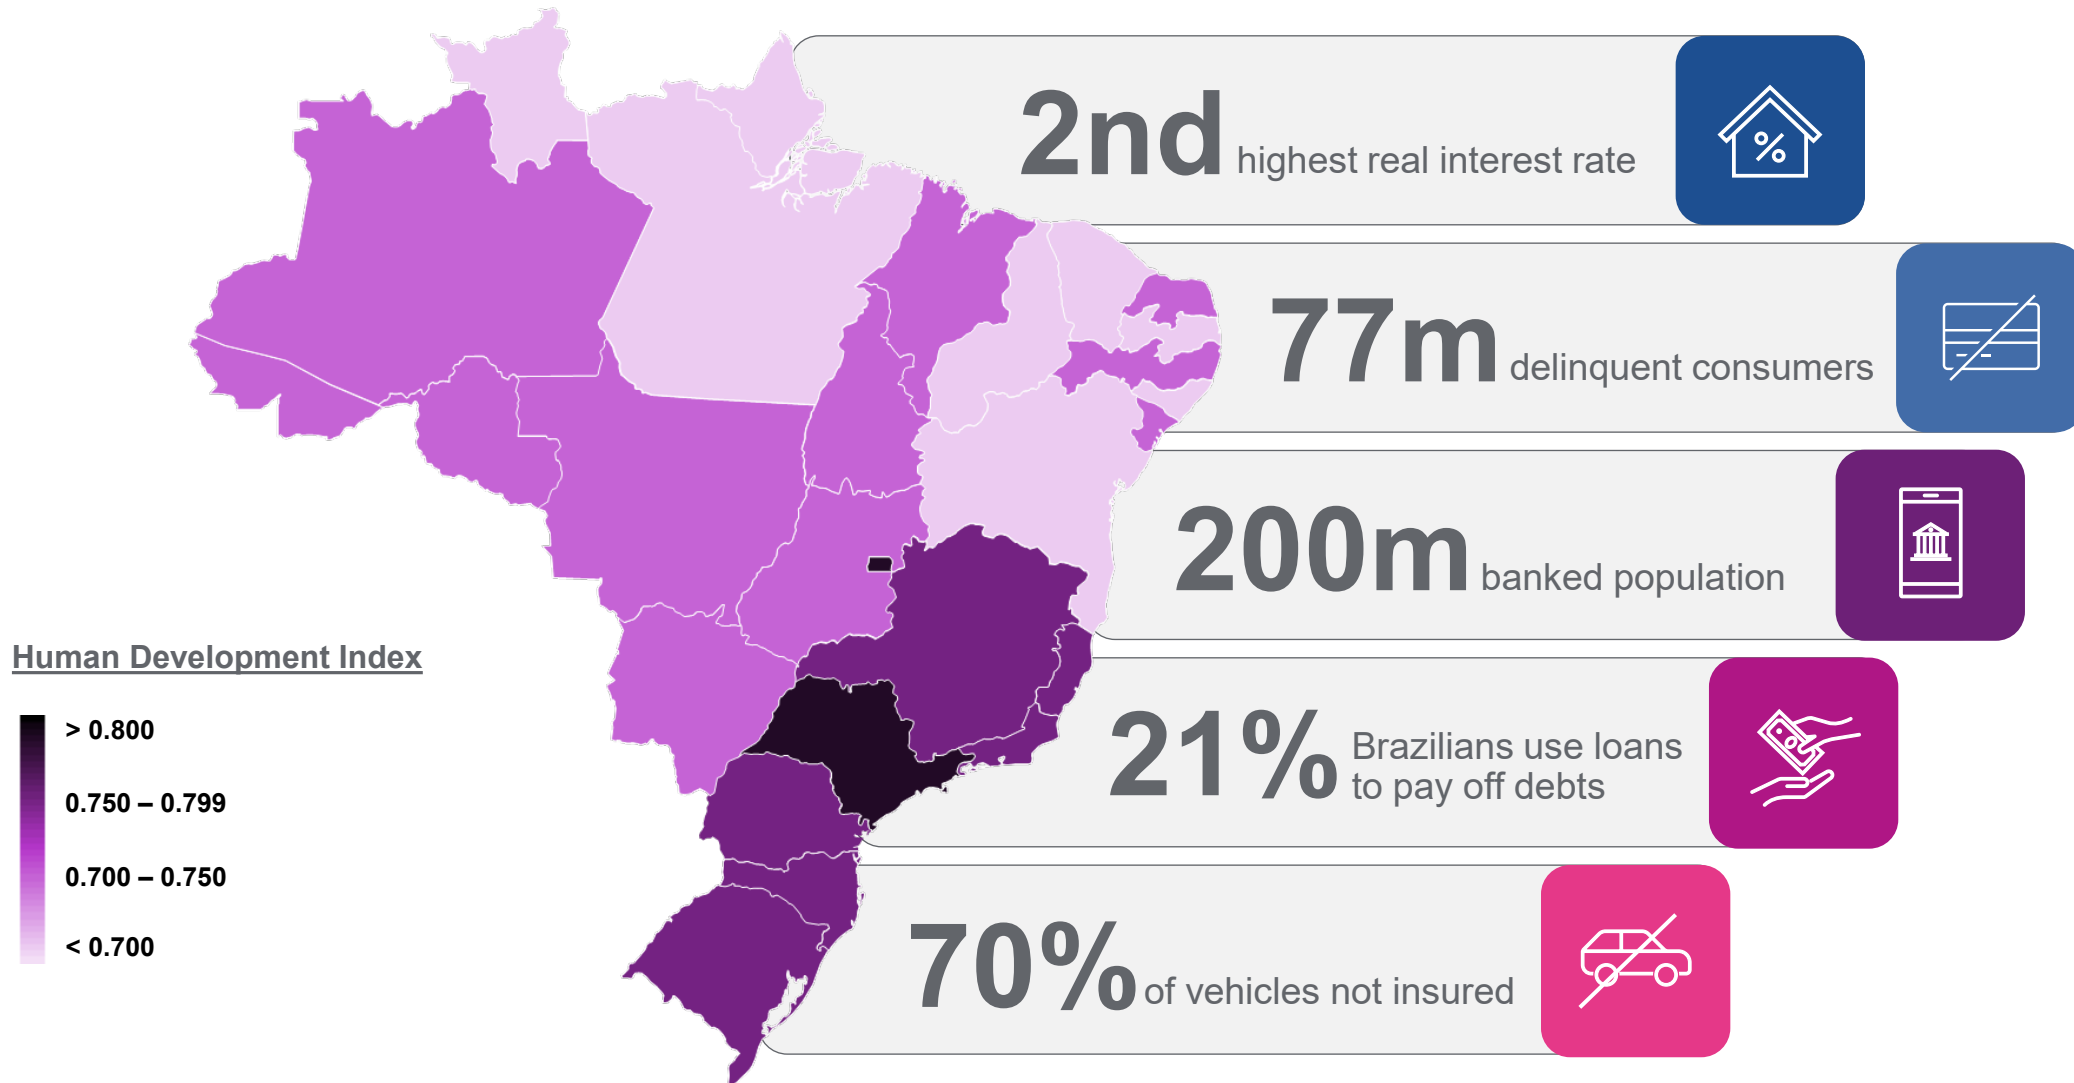 2nd highest real interest rate
77m delinquent consumers
200m banked population
Human Development Index
> 0.800
0.750 – 0.799
0.700 – 0.750
< 0.700
21% Brazilians use loans
to pay off debts
70% of vehicles not insured